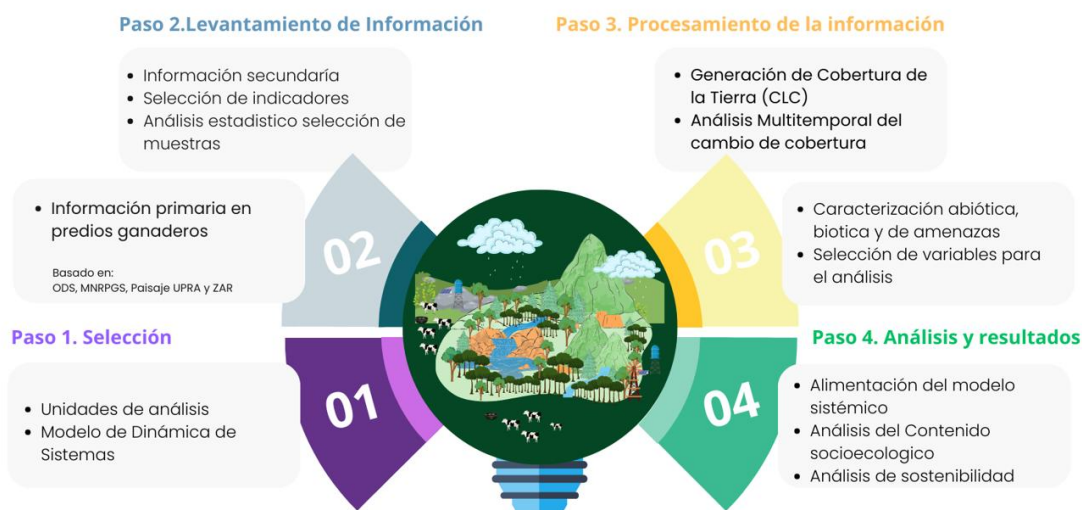 Paso 2.Levantamiento de Información
• Información secundaría
• Selección de indicadores
• Análisis estadistico selección de
muestras
• Información primaria en
predios ganaderos
Basado en:
ODS, MNRPGS, Paisaje UPRA y ZAR
02
Paso 1. Selección
• Unidades de análisis
• Modelo de Dinámica de
Sistemas
01
Paso 3. Procesamiento de la información
• Generación de Cobertura de
la Tierra (CLC)
• Análisis Multitemporal del
cambio de cobertura
• Caracterización abiótica,
biotica y de amenazas
• Selección de variables para
el análisis
03
Paso 4. Análisis y resultados
• Alimentación del modelo
sistémico
• Análisis del Contenido
socioecologico
• Análisis de sostenibilidad
04